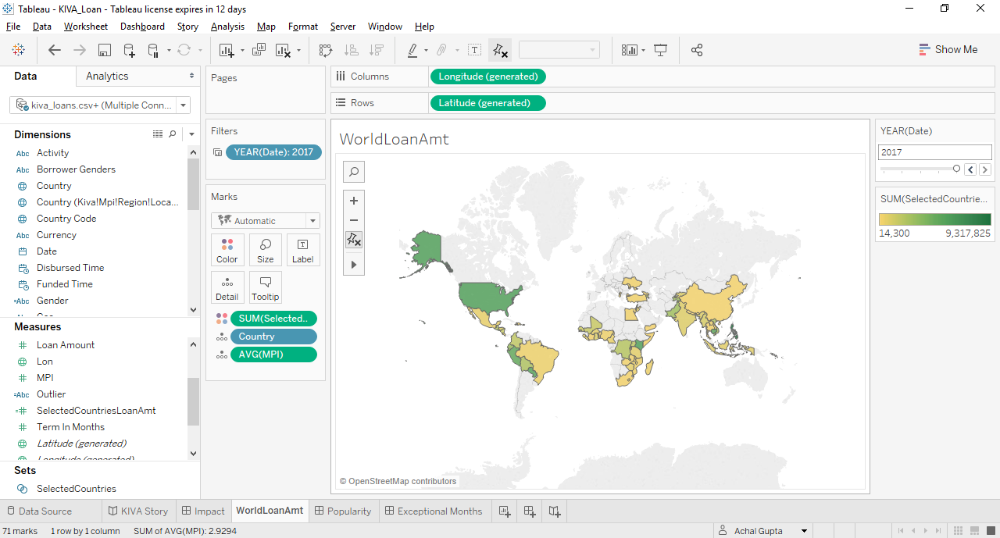 Tableau - KIVA_Loan - Tableau license expires in 12 days
File Data Worksheet Dashboard Story Analysis Map Format Server Window Help
Show Me
Data Analytics
kiva_loans.csv+ (Multiple Conn...
Dimensions
Abc Activity
Abc Borrower Genders
Country
Country (Kiva!Mpi!Region!Loca...
Country Code
Abc Currency
Date
Disbursed Time
Funded Time
=Abc Gender
Measures
# Loan Amount
Lon
# MPI
=Abc Outlier
=# SelectedCountriesLoanAmt
# Term In Months
Latitude (generated)
Longitude (generated)
Sets
SelectedCountries
Pages
Filters
YEAR(Date): 2017
Marks
Automatic
Color Size Label
Detail Tooltip
SUM(Selected..
Country
AVG(MPI)
Columns Longitude (generated)
Rows Latitude (generated)
WorldLoanAmt
© OpenStreetMap contributors
YEAR(Date)
2017
SUM(SelectedCountrie...
14,300 9,317,825
Data Source KIVA Story Impact WorldLoanAmt Popularity Exceptional Months
71 marks 1 row by 1 column SUM of AVG(MPI): 2.9294 Achal Gupta